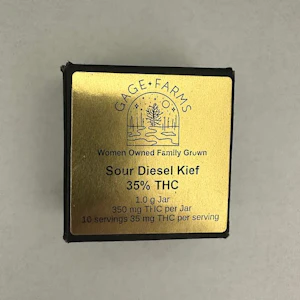 GAGE • FARMS
Women Owned Family Grown
Sour Diesel Kief
35% THC
1.0 g Jar
350 mg THC per Jar
10 servings 35 mg THC per serving